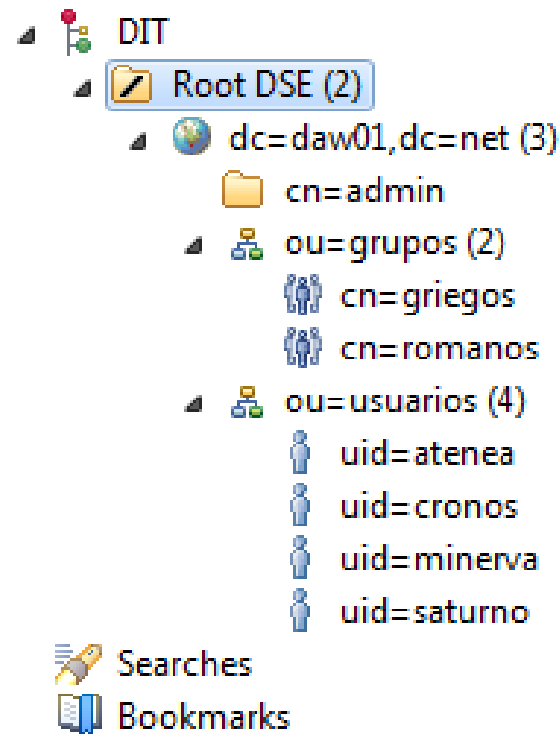 DIT
Root DSE (2)
dc=daw01,dc=net (3)
cn=admin
ou=grupos (2)
cn=griegos
cn=romanos
ou=usuarios (4)
uid=atenea
uid=cronos
uid=minerva
uid=saturno
Searches
Bookmarks